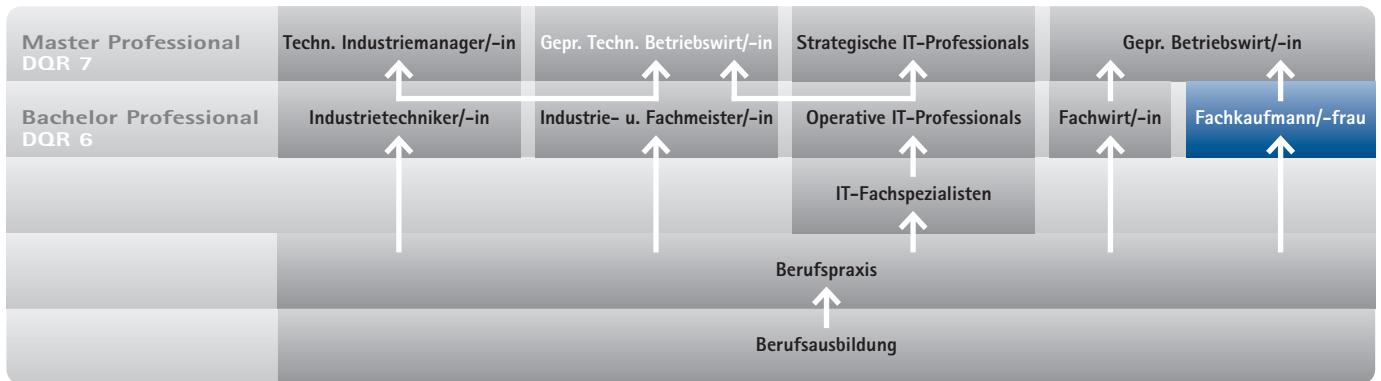 Master Professional
DQR 7
Techn. Industriemanager/-in
Gepr. Techn. Betriebswirt/-in
Strategische IT-Professionals
Gepr. Betriebswirt/-in
Bachelor Professional
DQR 6
Industrietechniker/-in
Industrie- u. Fachmeister/-in
Operative IT-Professionals
Fachwirt/-in
Fachkaufmann/-frau
IT-Fachspezialisten
Berufspraxis
Berufsausbildung